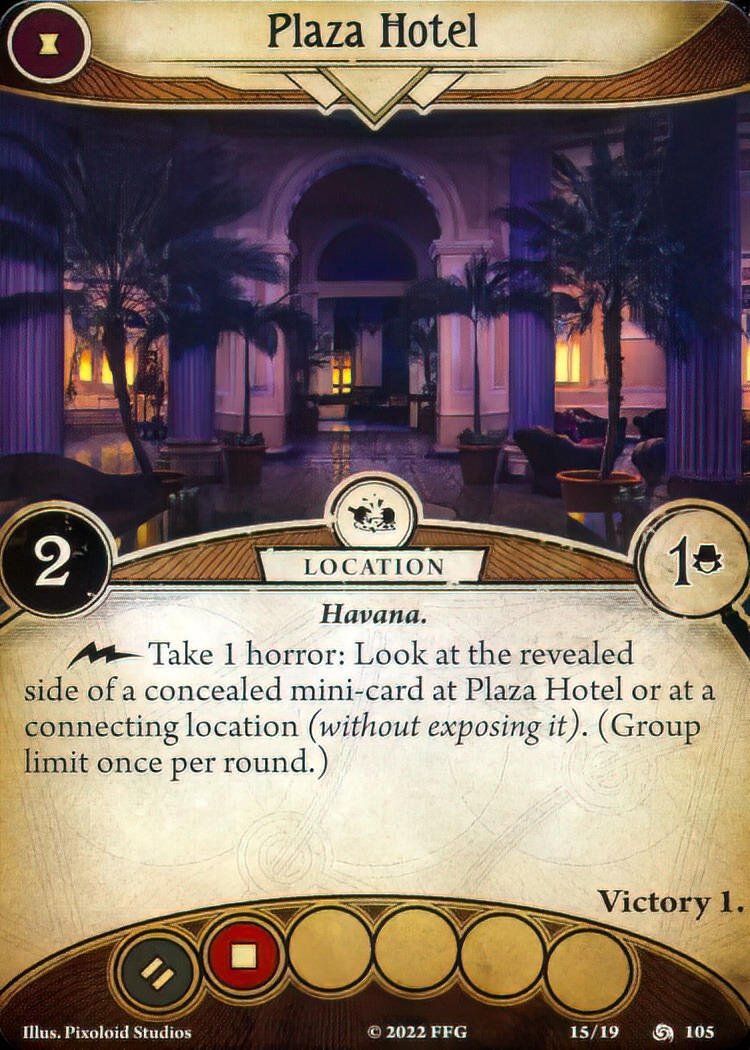 Plaza Hotel
2
1
LOCATION
Havana.
Take 1 horror: Look at the revealed
side of a concealed mini-card at Plaza Hotel or at a
connecting location (without exposing it). (Group
limit once per round.)
Victory 1.
Illus. Pixoloid Studios © 2022 FFG 15/19 105